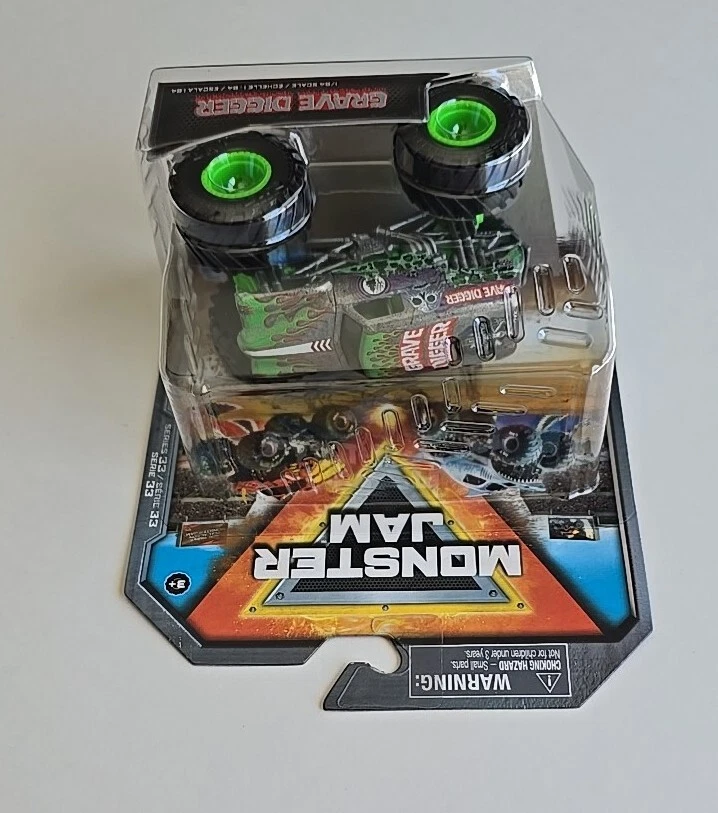 WARNING:
CHOKING HAZARD – Small parts.
Not for children under 3 years.
MONSTER
JAM
3+
SERIES 33 / SÉRIE 33
SERIE 33
GRAVE
DIGGER
GRAVE DIGGER
GRAVE DIGGER
1/64 SCALE / ÉCHELLE 1:64 / ESCALA 1:64